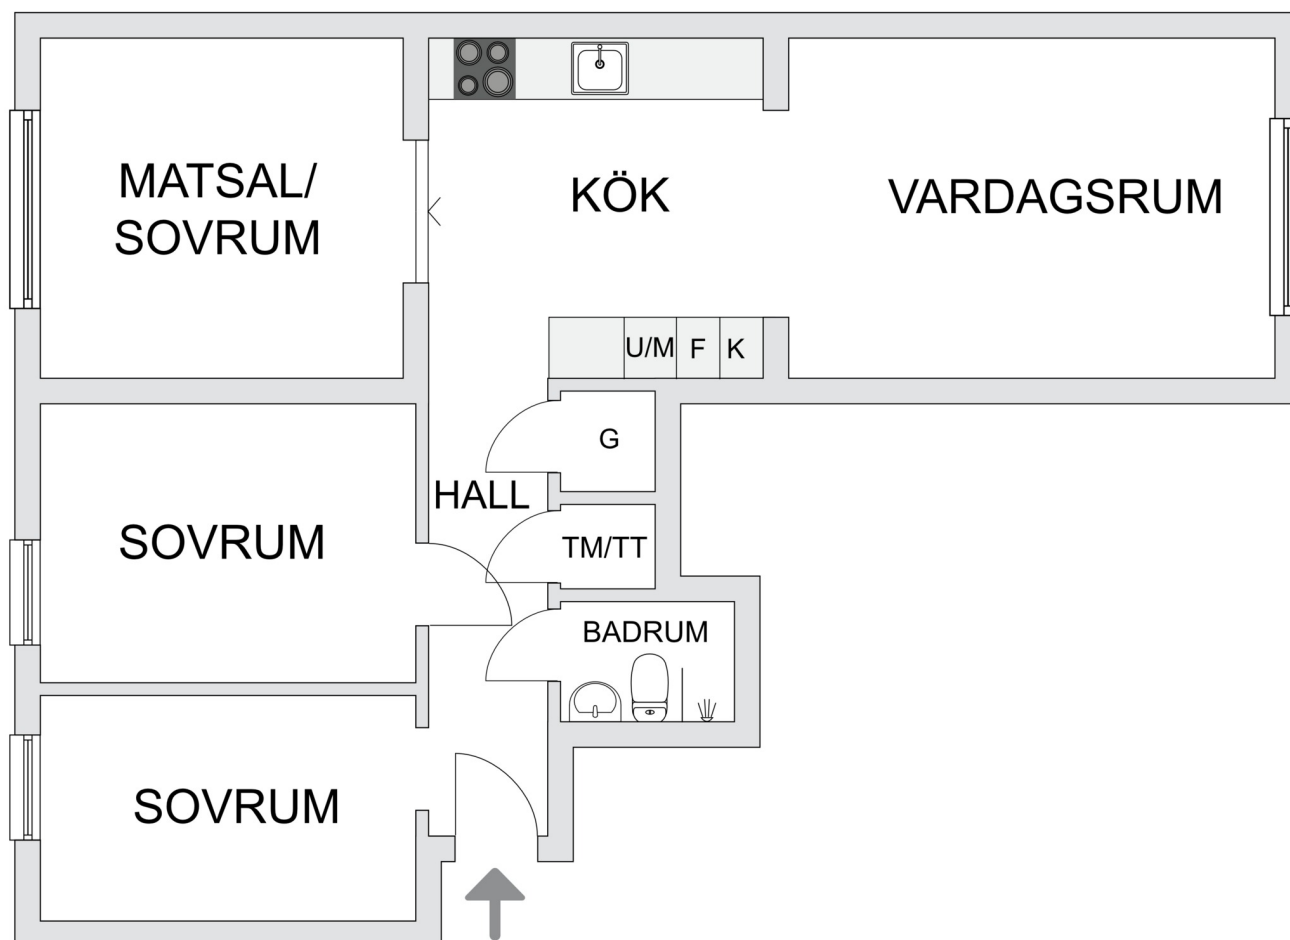 MATSAL/
SOVRUM
KÖK
VARDAGSRUM
U/M
F
K
G
HALL
SOVRUM
TM/TT
BADRUM
SOVRUM